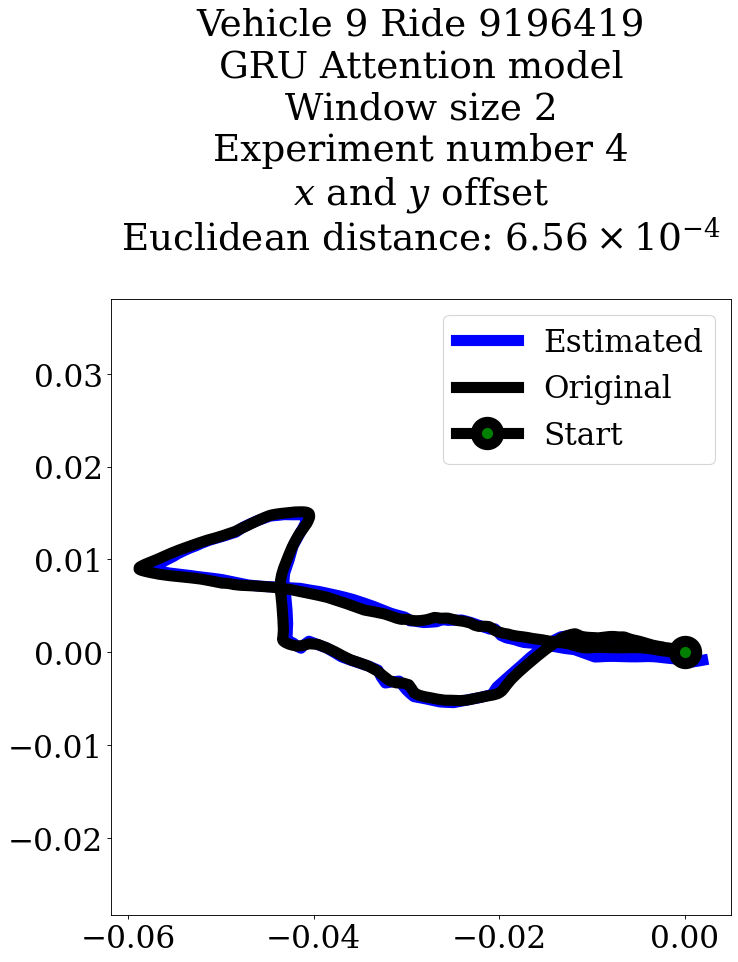 Vehicle 9 Ride 9196419
GRU Attention model
Window size 2
Experiment number 4
x and y offset
Euclidean distance: 6.56 × 10⁻⁴
Estimated
Original
Start
0.03
0.02
0.01
0.00
−0.01
−0.02
−0.06 −0.04 −0.02 0.00